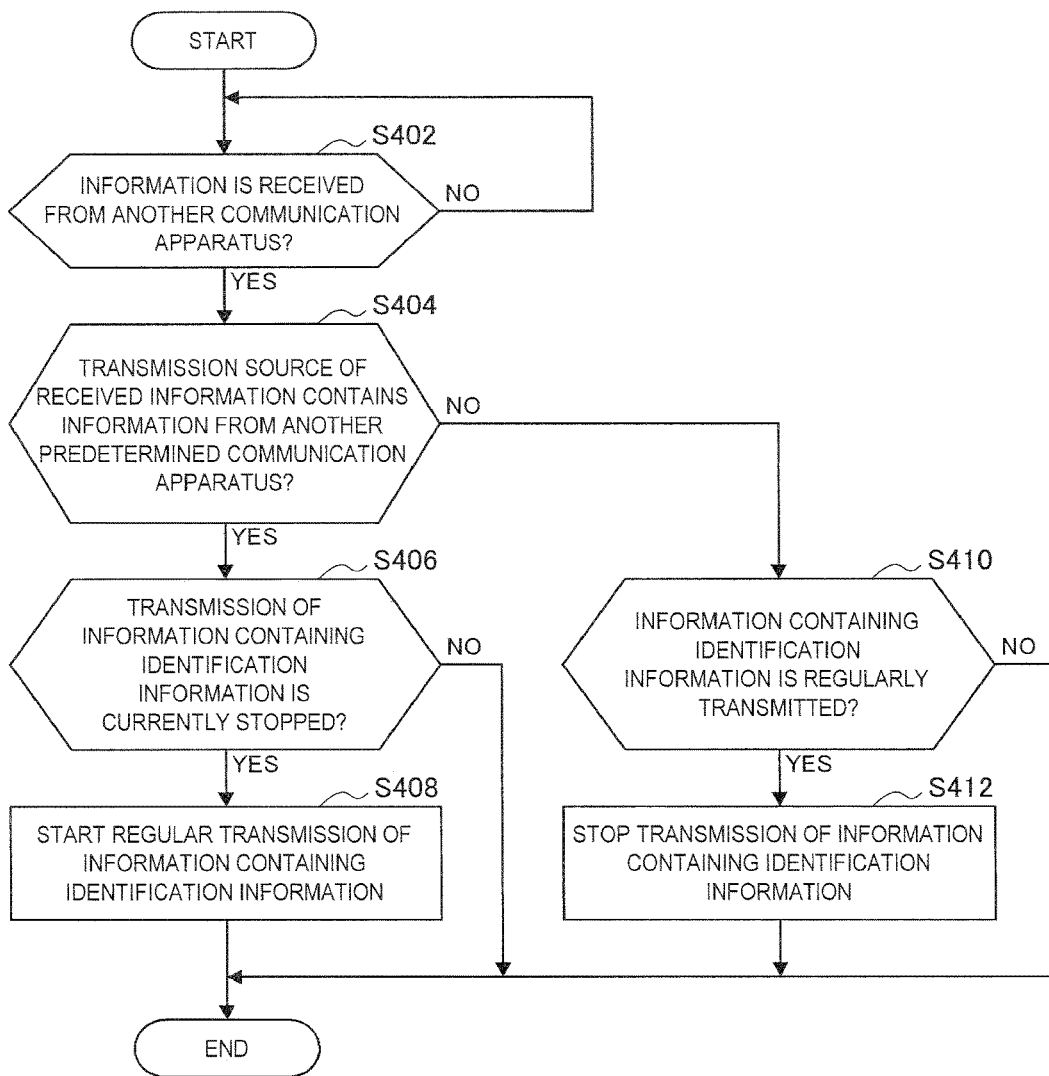 START
S402
INFORMATION IS RECEIVED
FROM ANOTHER COMMUNICATION
APPARATUS?
NO
YES
S404
TRANSMISSION SOURCE OF
RECEIVED INFORMATION CONTAINS
INFORMATION FROM ANOTHER
PREDETERMINED COMMUNICATION
APPARATUS?
NO
YES
S406
TRANSMISSION OF
INFORMATION CONTAINING
IDENTIFICATION
INFORMATION IS
CURRENTLY STOPPED?
NO
YES
S410
INFORMATION CONTAINING
IDENTIFICATION
INFORMATION IS REGULARLY
TRANSMITTED?
NO
YES
S408
START REGULAR TRANSMISSION OF
INFORMATION CONTAINING
IDENTIFICATION INFORMATION
S412
STOP TRANSMISSION OF INFORMATION
CONTAINING IDENTIFICATION
INFORMATION
END